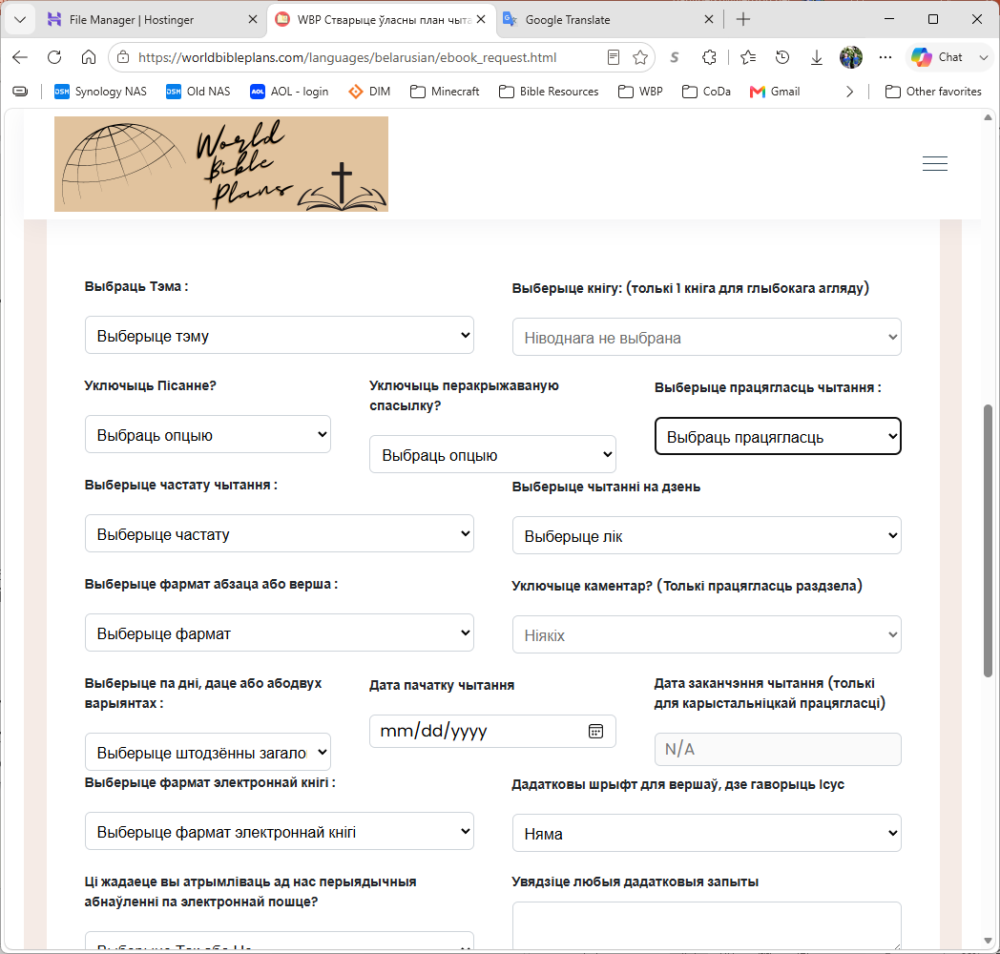 File Manager | Hostinger
WBP Стварыце ўласны план чыта
Google Translate
https://worldbibleplans.com/languages/belarusian/ebook_request.html
Chat
Synology NAS
Old NAS
AOL - login
DIM
Minecraft
Bible Resources
WBP
CoDa
Gmail
Other favorites
World
Bible
Plans
Выбраць Тэма :
Выберыце кнігу: (толькі 1 кніга для глыбокага агляду)
Выберыце тэму
Ніводнага не выбрана
Уключыць Пісанне?
Уключыць перакрыжаваную
спасылку?
Выберыце працягласць чытання :
Выбраць опцыю
Выбраць опцыю
Выбраць працягласць
Выберыце частату чытання :
Выберыце чытанні на дзень
Выберыце частату
Выберыце лік
Выберыце фармат абзаца або верша :
Уключыце каментар? (Толькі працягласць раздзела)
Выберыце фармат
Ніякіх
Выберыце па дні, даце або абодвух
варыянтах :
Дата пачатку чытання
Дата заканчэння чытання (толькі
для карыстальніцкай працягласці)
Выберыце штодзённы загало
mm/dd/yyyy
N/A
Выберыце фармат электроннай кнігі :
Дадатковы шрыфт для вершаў, дзе гаворыць Ісус
Выберыце фармат электроннай кнігі
Няма
Ці жадаеце вы атрымліваць ад нас перыядычныя
абнаўленні па электроннай пошце?
Увядзіце любыя дадатковыя запыты
Выберыце Так або Не